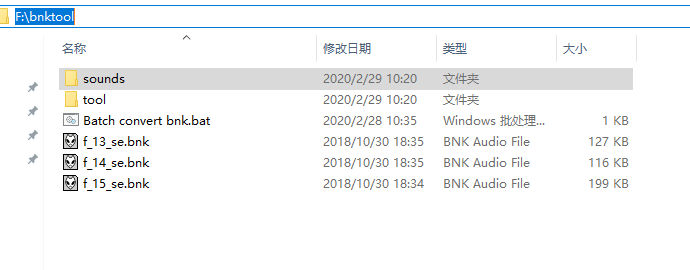 F:\bnktool
名称 修改日期 类型 大小
sounds 2020/2/29 10:20 文件夹
tool 2020/2/29 10:20 文件夹
Batch convert bnk.bat 2020/2/28 10:35 Windows 批处理... 1 KB
f_13_se.bnk 2018/10/30 18:35 BNK Audio File 127 KB
f_14_se.bnk 2018/10/30 18:35 BNK Audio File 116 KB
f_15_se.bnk 2018/10/30 18:34 BNK Audio File 199 KB